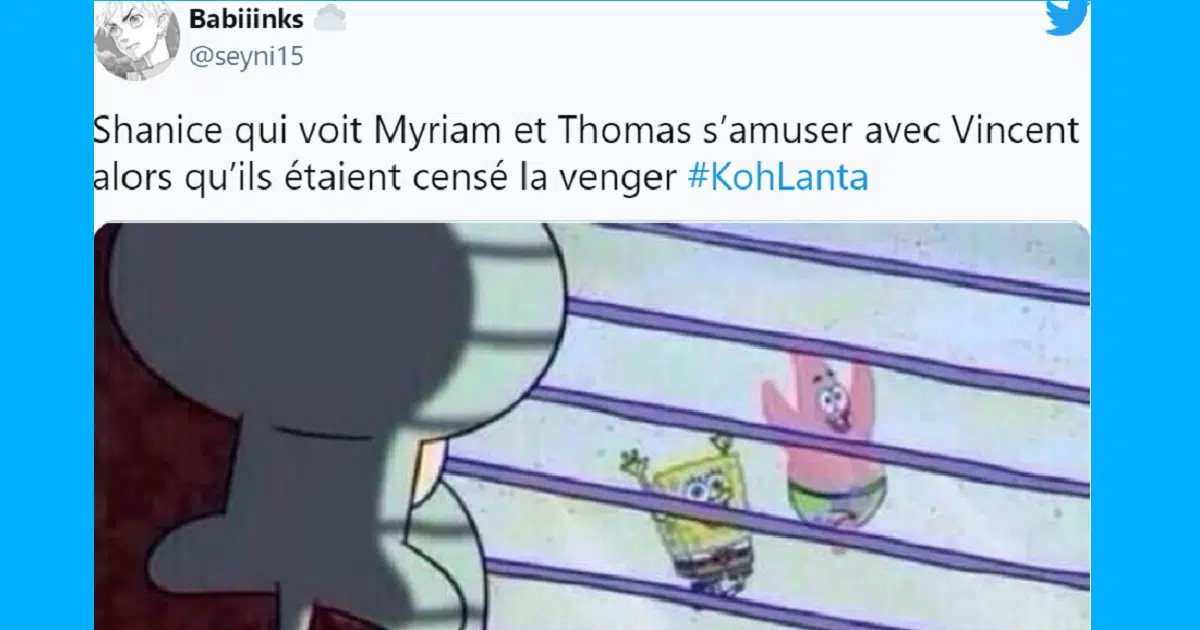 Babiiinks
@seyni15
Shanice qui voit Myriam et Thomas s’amuser avec Vincent
alors qu’ils étaient censé la venger #KohLanta